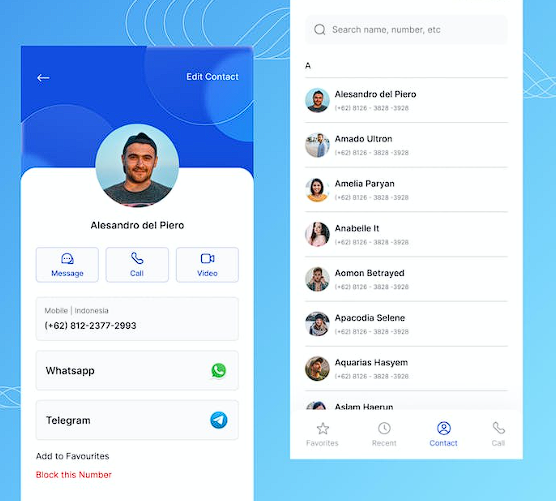 Edit Contact
Alesandro del Piero
Message
Call
Video
Mobile | Indonesia
(+62) 812-2377-2993
Whatsapp
Telegram
Add to Favourites
Block this Number
Search name, number, etc
A
Alesandro del Piero
(+62) 8126 - 3828 -3928
Amado Ultron
(+62) 8126 - 3828 -3928
Amelia Paryan
(+62) 8126 - 3828 -3928
Anabelle It
(+62) 8126 - 3828 -3928
Aomon Betrayed
(+62) 8126 - 3828 -3928
Apacodia Selene
(+62) 8126 - 3828 -3928
Aquarias Hasyem
(+62) 8126 - 3828 -3928
Aslam Haerun
Favorites
Recent
Contact
Call